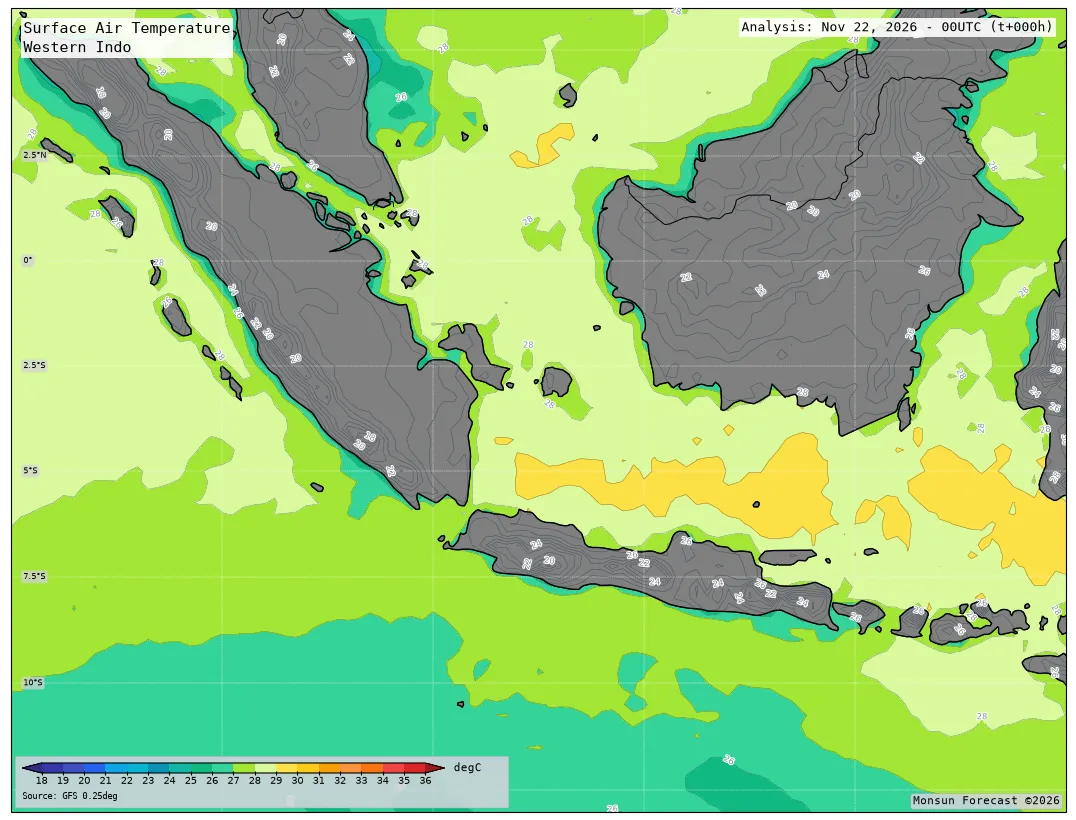 Surface Air Temperature
Western Indo
Analysis: Nov 22, 2026 - 00UTC (t+000h)
2.5°N
0°
2.5°S
5°S
7.5°S
10°S
18 19 20 21 22 23 24 25 26 27 28 29 30 31 32 33 34 35 36
degC
Source: GFS 0.25deg
Monsun Forecast ©2026